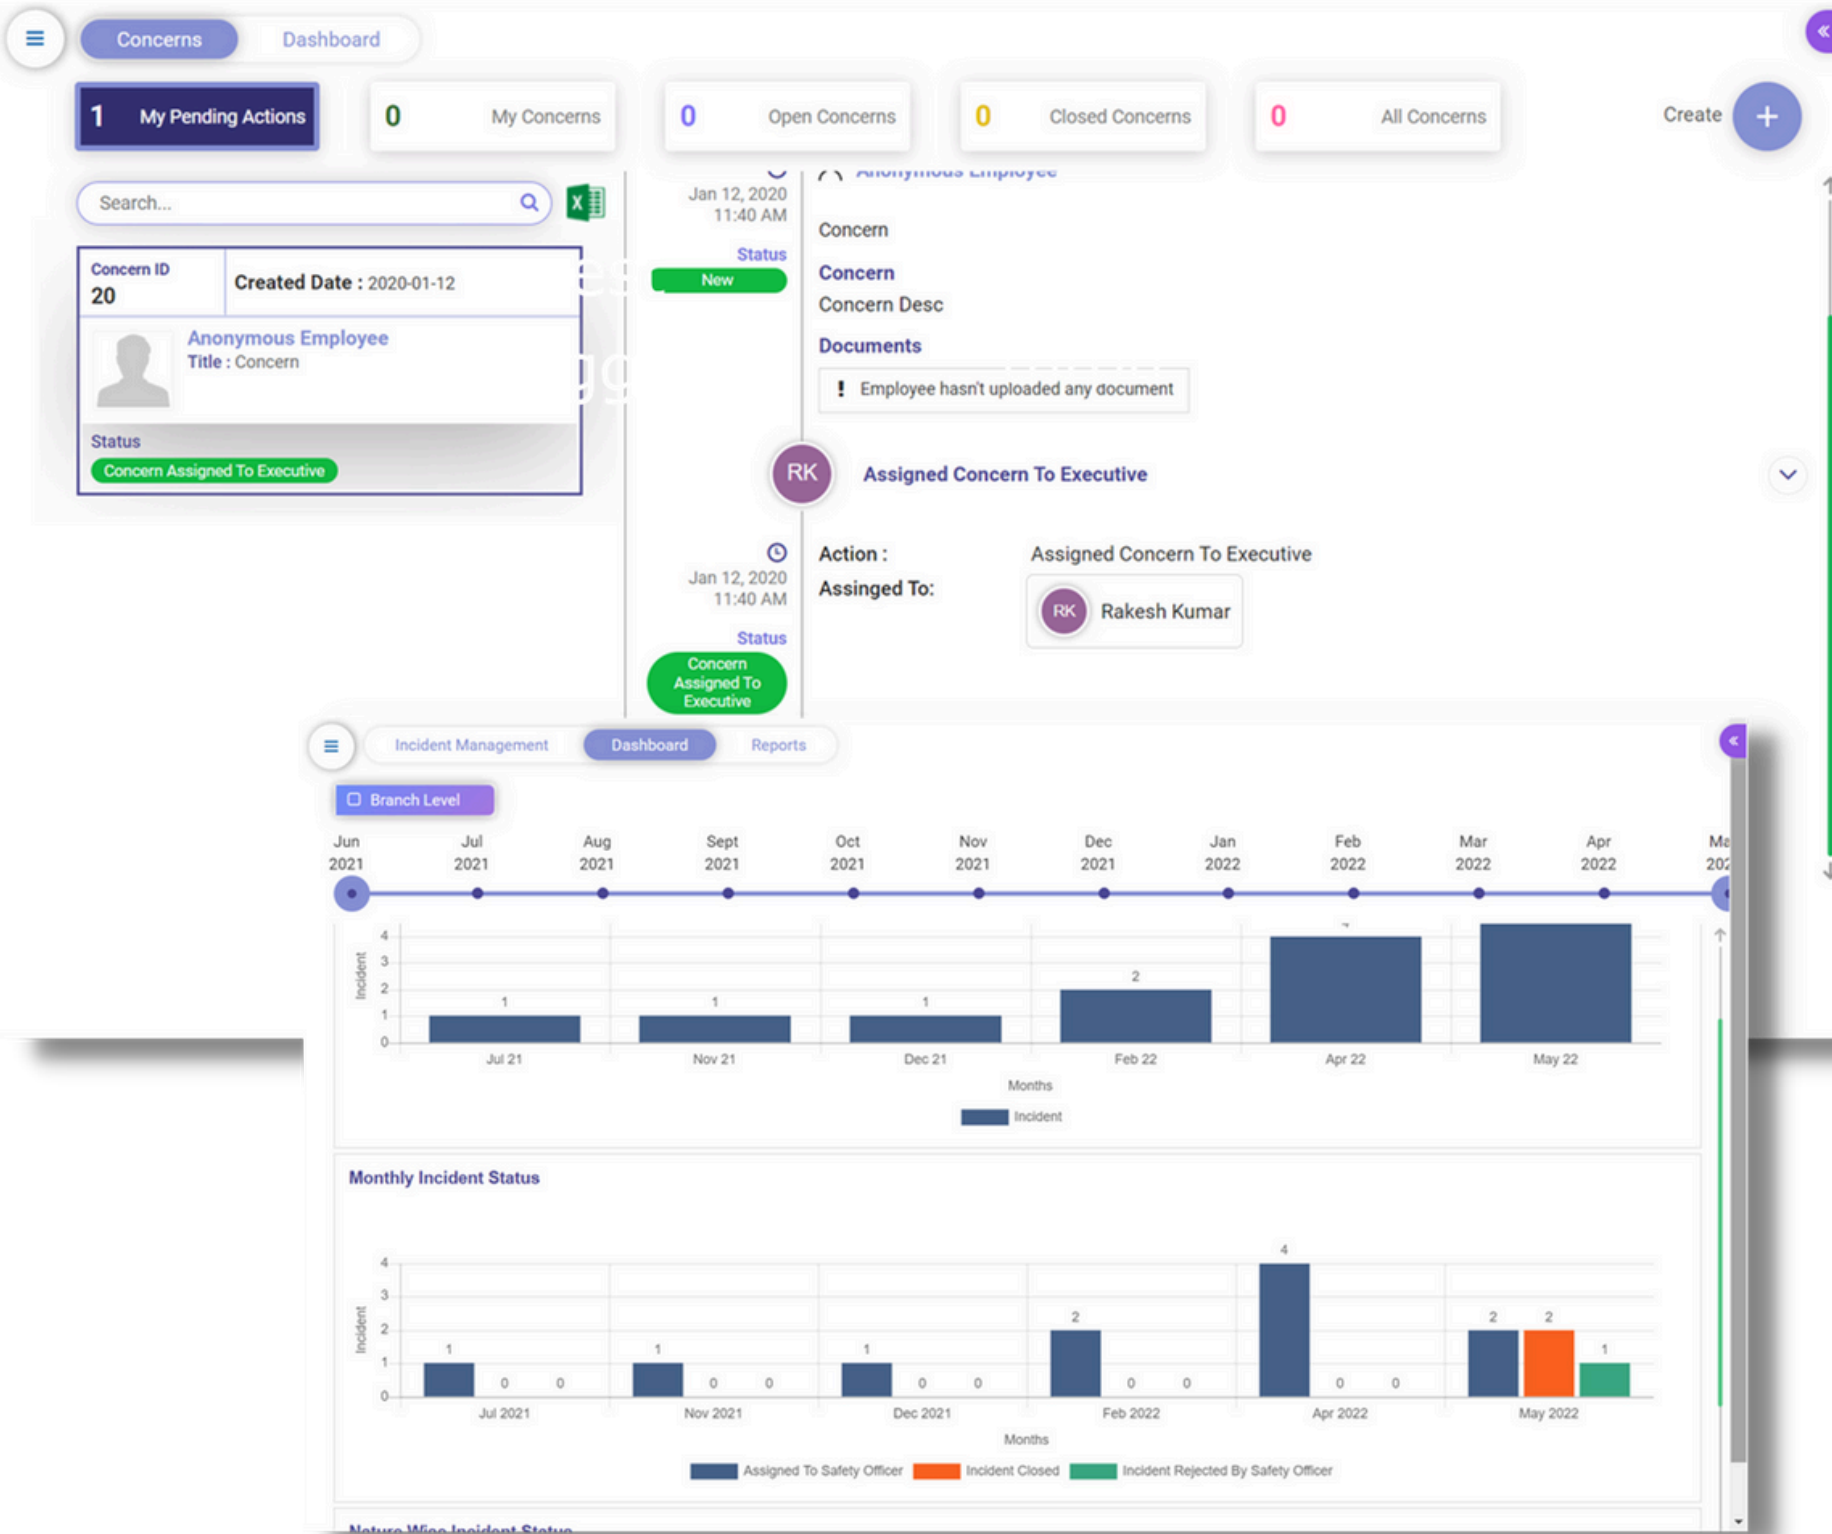 Concerns Dashboard
1 My Pending Actions
0 My Concerns
0 Open Concerns
0 Closed Concerns
0 All Concerns
Create
Search...
Concern ID
20
Created Date : 2020-01-12
Anonymous Employee
Title : Concern
Status
Concern Assigned To Executive
Jan 12, 2020
11:40 AM
Status
New
Anonymous Employee
Concern
Concern
Concern Desc
Documents
! Employee hasn't uploaded any document
RK Assigned Concern To Executive
Jan 12, 2020
11:40 AM
Status
Concern
Assigned To
Executive
Action : Assigned Concern To Executive
Assinged To:
RK Rakesh Kumar
Incident Management Dashboard Reports
Branch Level
Jun Jul Aug Sept Oct Nov Dec Jan Feb Mar Apr
2021 2021 2021 2021 2021 2021 2021 2022 2022 2022 2022
4
3
2
1
0
Incident
1 1 1 2
Jul 21 Nov 21 Dec 21 Feb 22 Apr 22 May 22
Months
Incident
Monthly Incident Status
4
3
2
1
0
Incident
1 0 0 1 0 0 1 0 0 2 0 0 4 0 0 2 2 1
Jul 2021 Nov 2021 Dec 2021 Feb 2022 Apr 2022 May 2022
Months
Assigned To Safety Officer Incident Closed Incident Rejected By Safety Officer
Nature Wise Incident Status